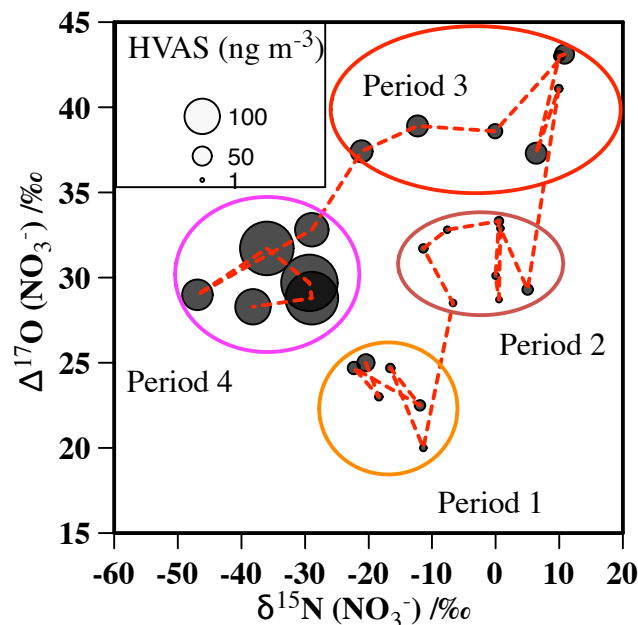 HVAS (ng m⁻³)
100
50
1
Period 3
Period 2
Period 4
Period 1
45
40
35
30
25
20
15
Δ¹⁷O (NO₃⁻) /‰
-60 -50 -40 -30 -20 -10 0 10 20
δ¹⁵N (NO₃⁻) /‰